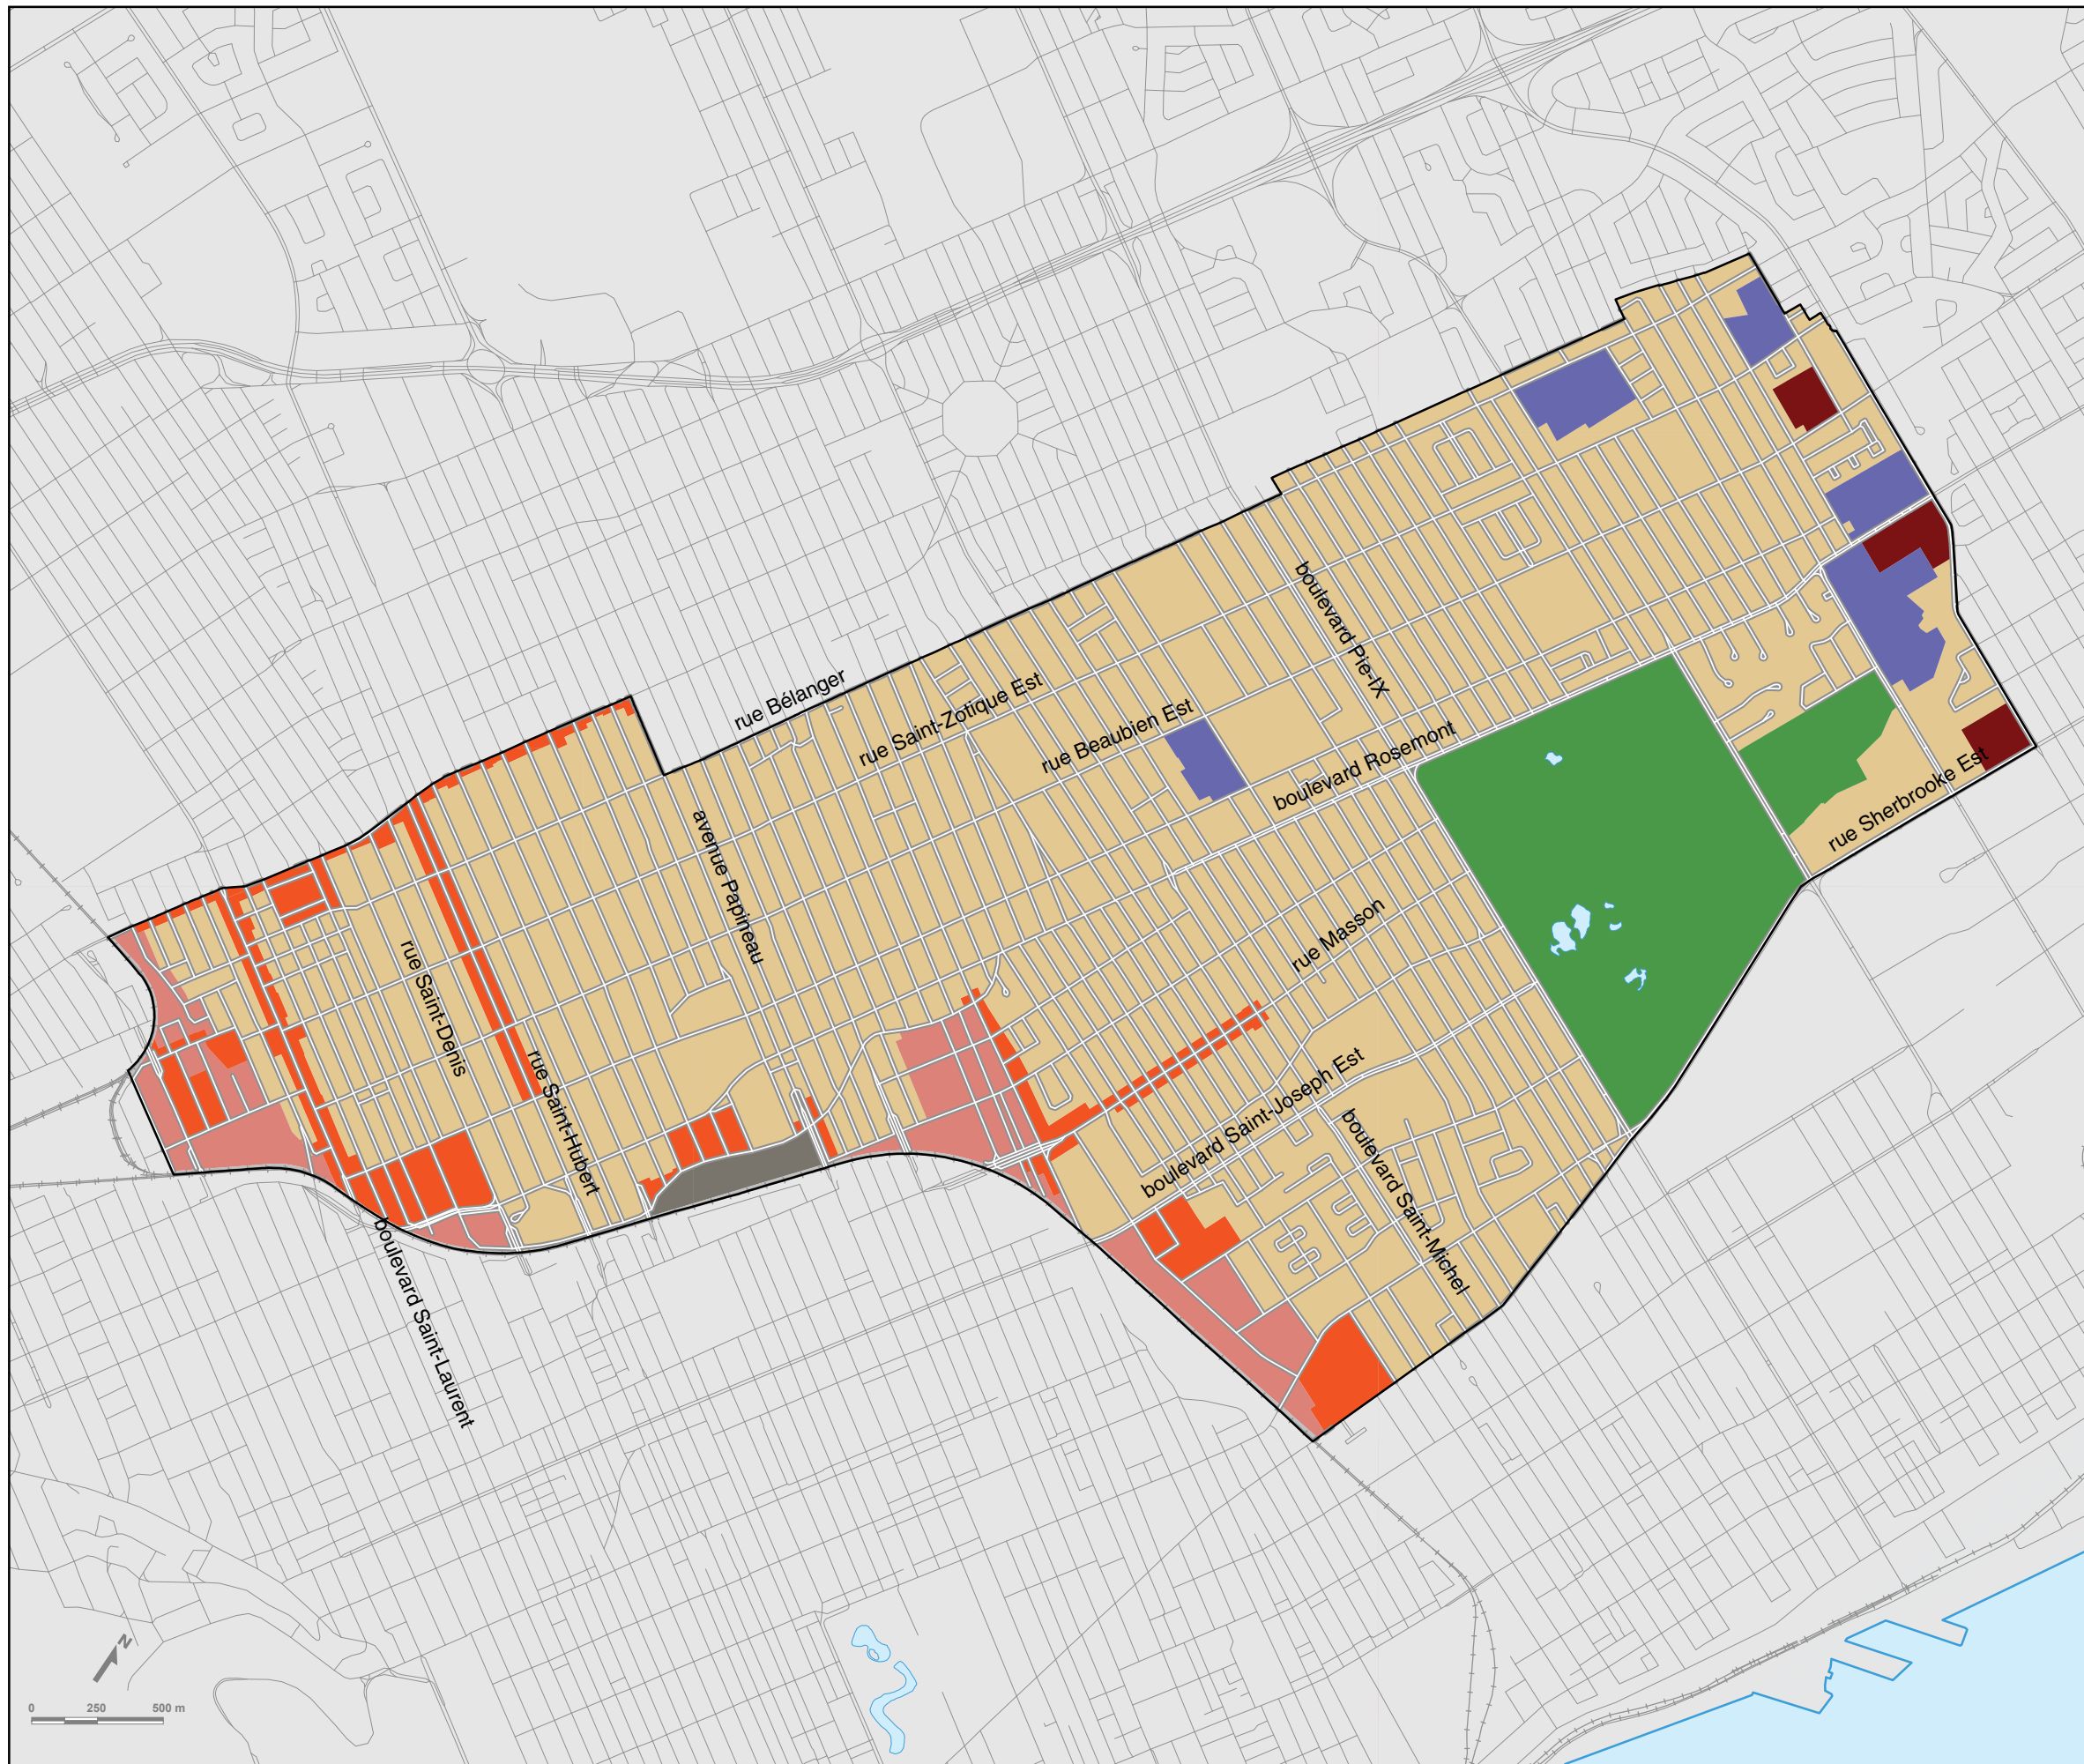 boulevard Pie-IX
rue Bélanger
rue Saint-Zotique Est
rue Beaubien Est
boulevard Rosemont
rue Sherbrooke Est
avenue Papineau
rue Masson
rue Saint-Denis
rue Saint-Hubert
boulevard Saint-Joseph Est
boulevard Saint-Michel
boulevard Saint-Laurent
N
0 250 500 m